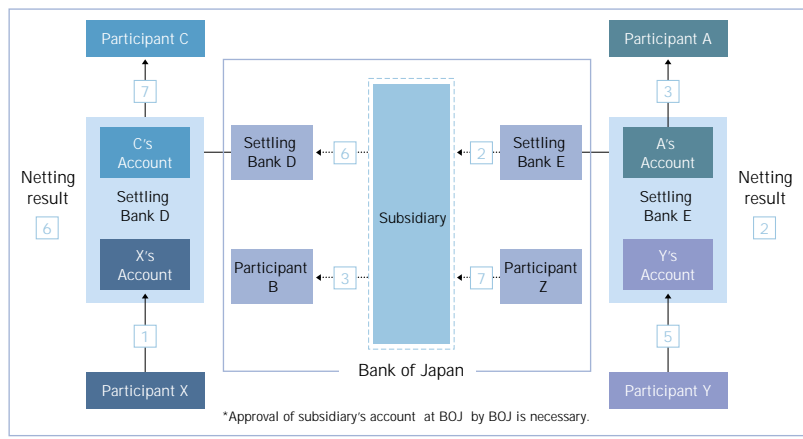 Participant C
Participant A
7
3
C's
Account
Settling
Bank D
6
Settling
Bank D
2
Settling
Bank E
A's
Account
Settling
Bank E
Netting
result
6
Netting
result
2
Subsidiary
X's
Account
Participant
B
3
7
Participant
Z
Y's
Account
1
5
Bank of Japan
Participant X
Participant Y
*Approval of subsidiary's account at BOJ by BOJ is necessary.